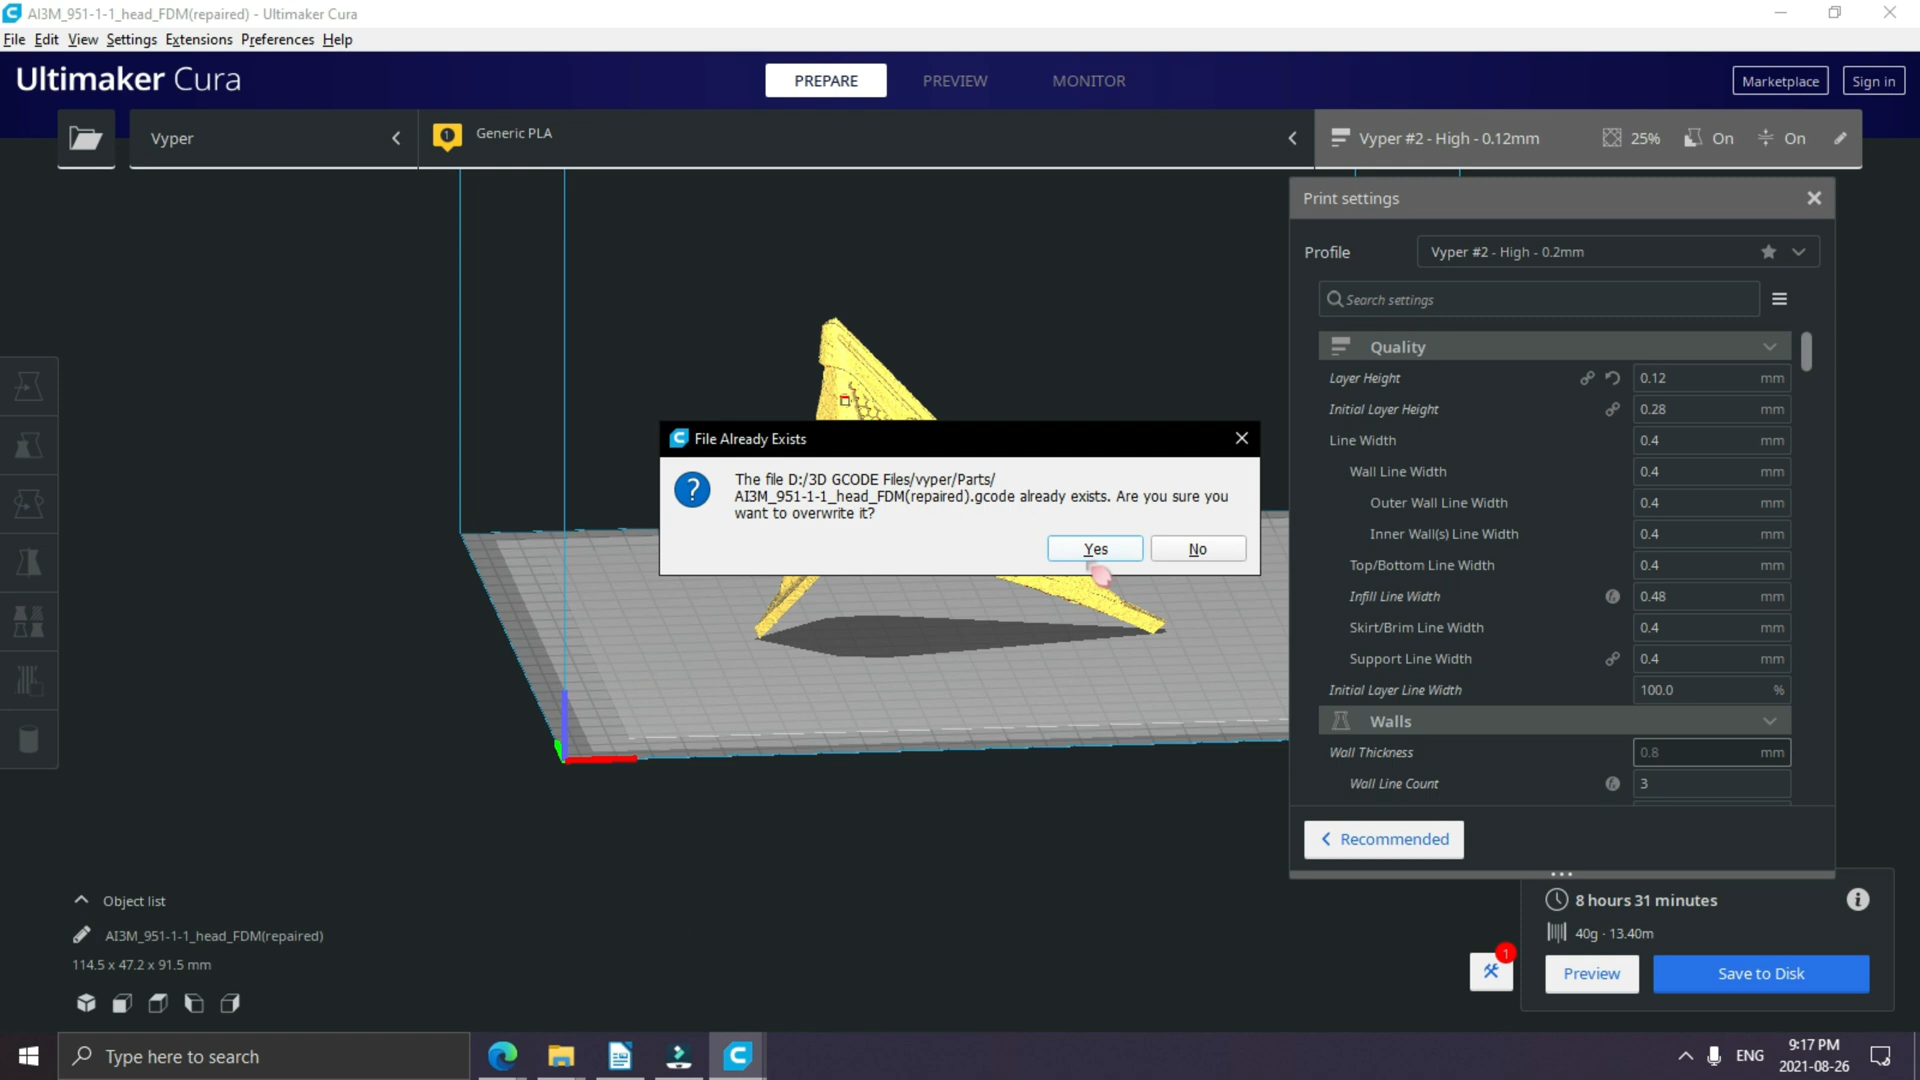 AI3M_951-1-1_head_FDM(repaired) - Ultimaker Cura
File Edit View Settings Extensions Preferences Help
Ultimaker Cura
PREPARE
PREVIEW
MONITOR
Marketplace
Sign in
Vyper
1
Generic PLA
Vyper #2 - High - 0.12mm
25%
On
On
Print settings
Profile
Vyper #2 - High - 0.2mm
Search settings
Quality
Layer Height 0.12 mm
Initial Layer Height 0.28 mm
Line Width 0.4 mm
Wall Line Width 0.4 mm
Outer Wall Line Width 0.4 mm
Inner Wall(s) Line Width 0.4 mm
Top/Bottom Line Width 0.4 mm
Infill Line Width 0.48 mm
Skirt/Brim Line Width 0.4 mm
Support Line Width 0.4 mm
Initial Layer Line Width 100.0 %
Walls
Wall Thickness 0.8 mm
Wall Line Count 3
Recommended
File Already Exists
?
The file D:/3D GCODE Files/vyper/Parts/
AI3M_951-1-1_head_FDM(repaired).gcode already exists. Are you sure you
want to overwrite it?
Yes
No
Object list
AI3M_951-1-1_head_FDM(repaired)
114.5 x 47.2 x 91.5 mm
8 hours 31 minutes
40g · 13.40m
1
Preview
Save to Disk
Type here to search
ENG
9:17 PM
2021-08-26